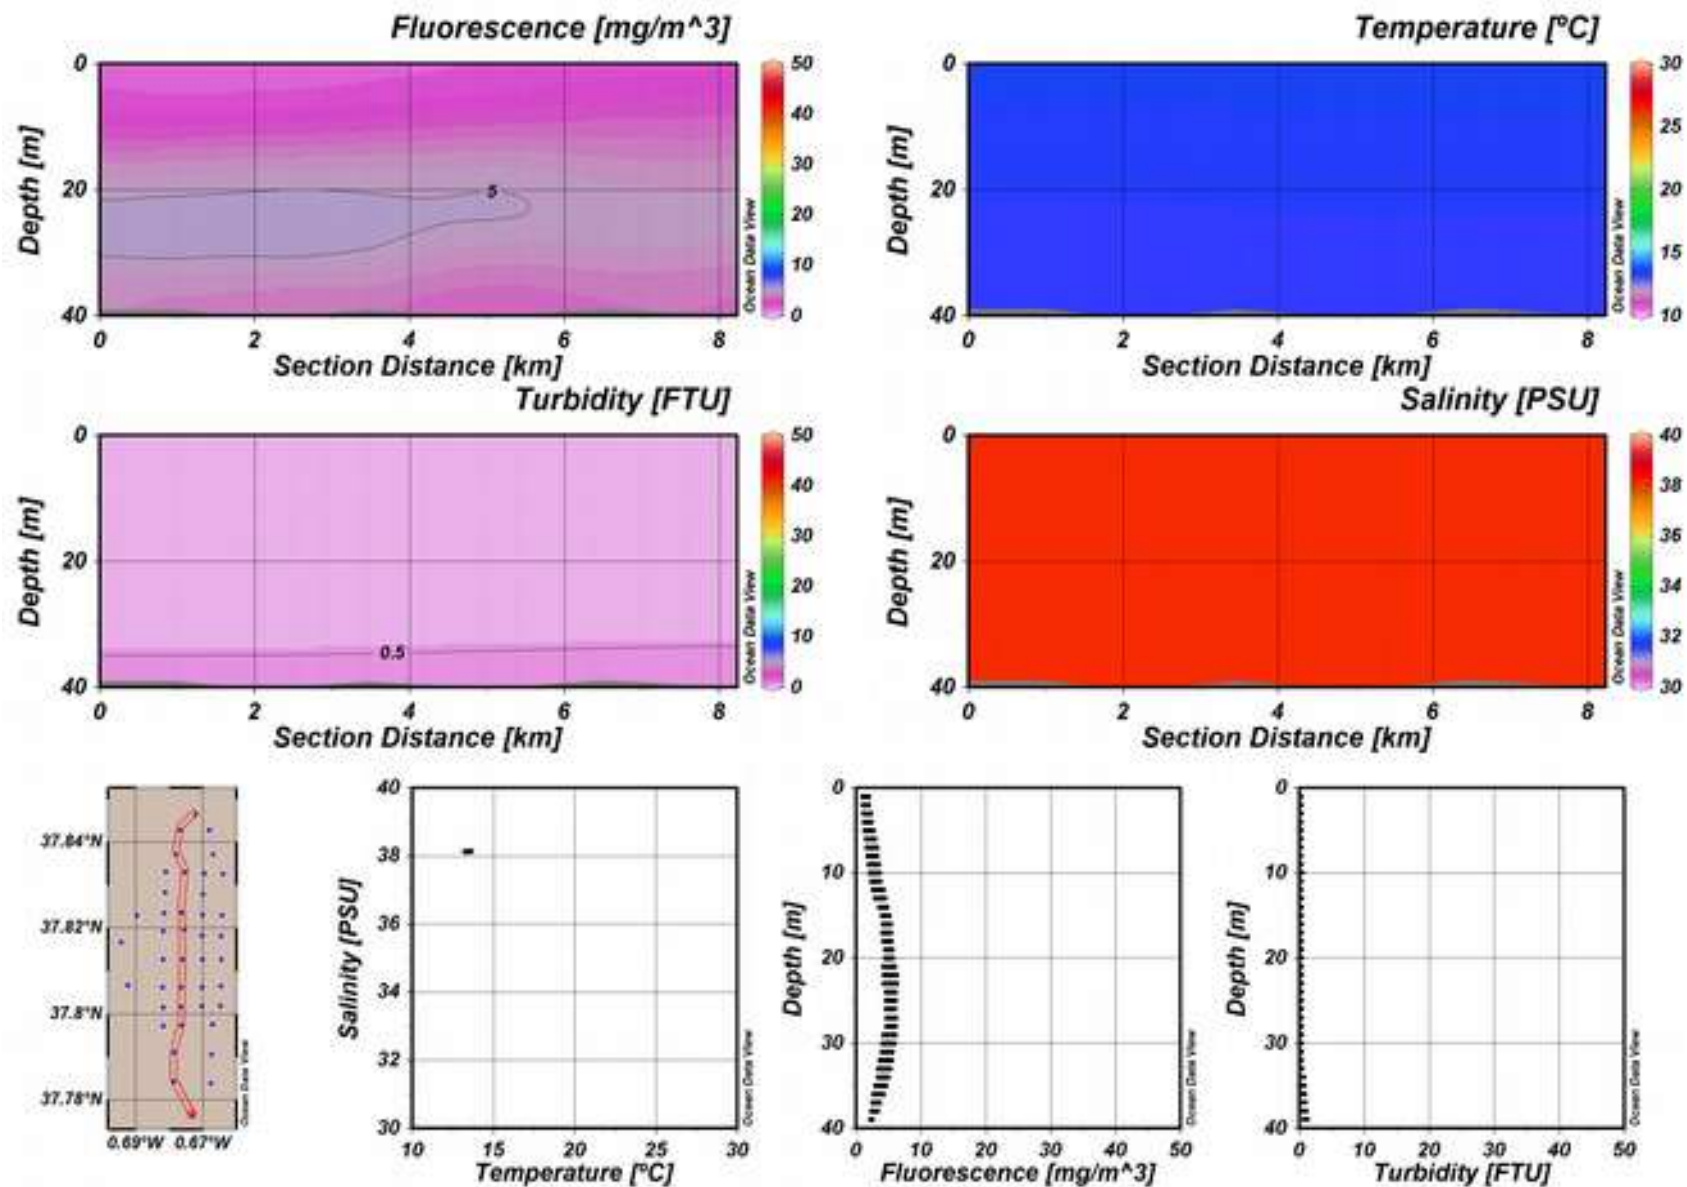 Fluorescence [mg/m^3]
0
20
40
Depth [m]
0 2 4 6 8
Section Distance [km]
5
Ocean Data View
50
40
30
20
10
0
Temperature [ºC]
0
20
40
Depth [m]
0 2 4 6 8
Section Distance [km]
Ocean Data View
30
25
20
15
10
Turbidity [FTU]
0
20
40
Depth [m]
0 2 4 6 8
Section Distance [km]
0.5
Ocean Data View
50
40
30
20
10
0
Salinity [PSU]
0
20
40
Depth [m]
0 2 4 6 8
Section Distance [km]
Ocean Data View
40
38
36
34
32
30
37.84°N
37.82°N
37.8°N
37.78°N
0.69°W 0.67°W
Ocean Data View
40
38
36
34
32
30
Salinity [PSU]
10 15 20 25 30
Temperature [ºC]
Ocean Data View
0
10
20
30
40
Depth [m]
0 10 20 30 40 50
Fluorescence [mg/m^3]
Ocean Data View
0
10
20
30
40
Depth [m]
0 10 20 30 40 50
Turbidity [FTU]
Ocean Data View